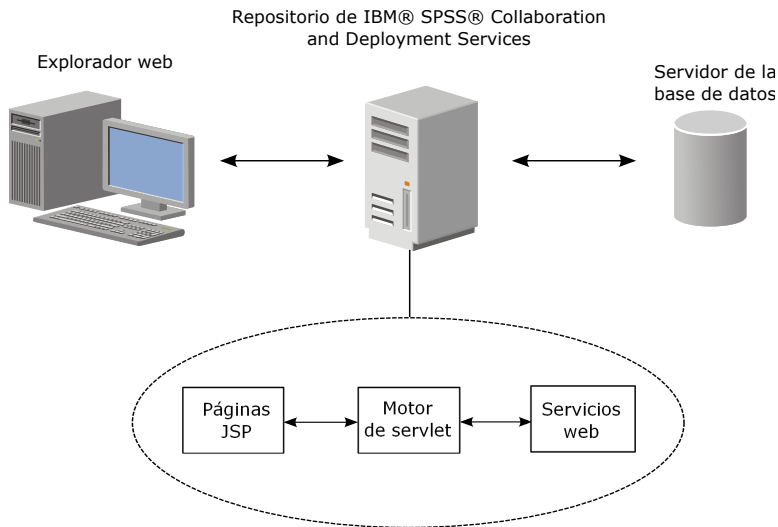 Repositorio de IBM® SPSS® Collaboration
and Deployment Services
Explorador web
Servidor de la
base de datos
Páginas
JSP
Motor
de servlet
Servicios
web